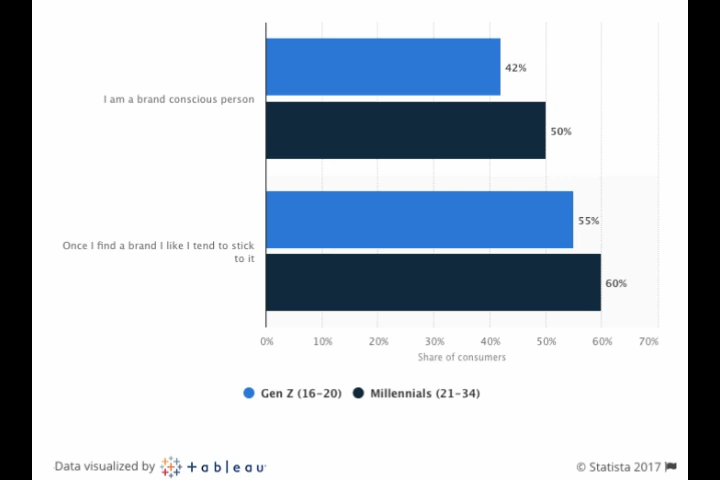 42%
I am a brand conscious person
50%
55%
Once I find a brand I like I tend to stick
to it
60%
0% 10% 20% 30% 40% 50% 60% 70%
Share of consumers
Gen Z (16-20) Millennials (21-34)
Data visualized by +ableau
© Statista 2017